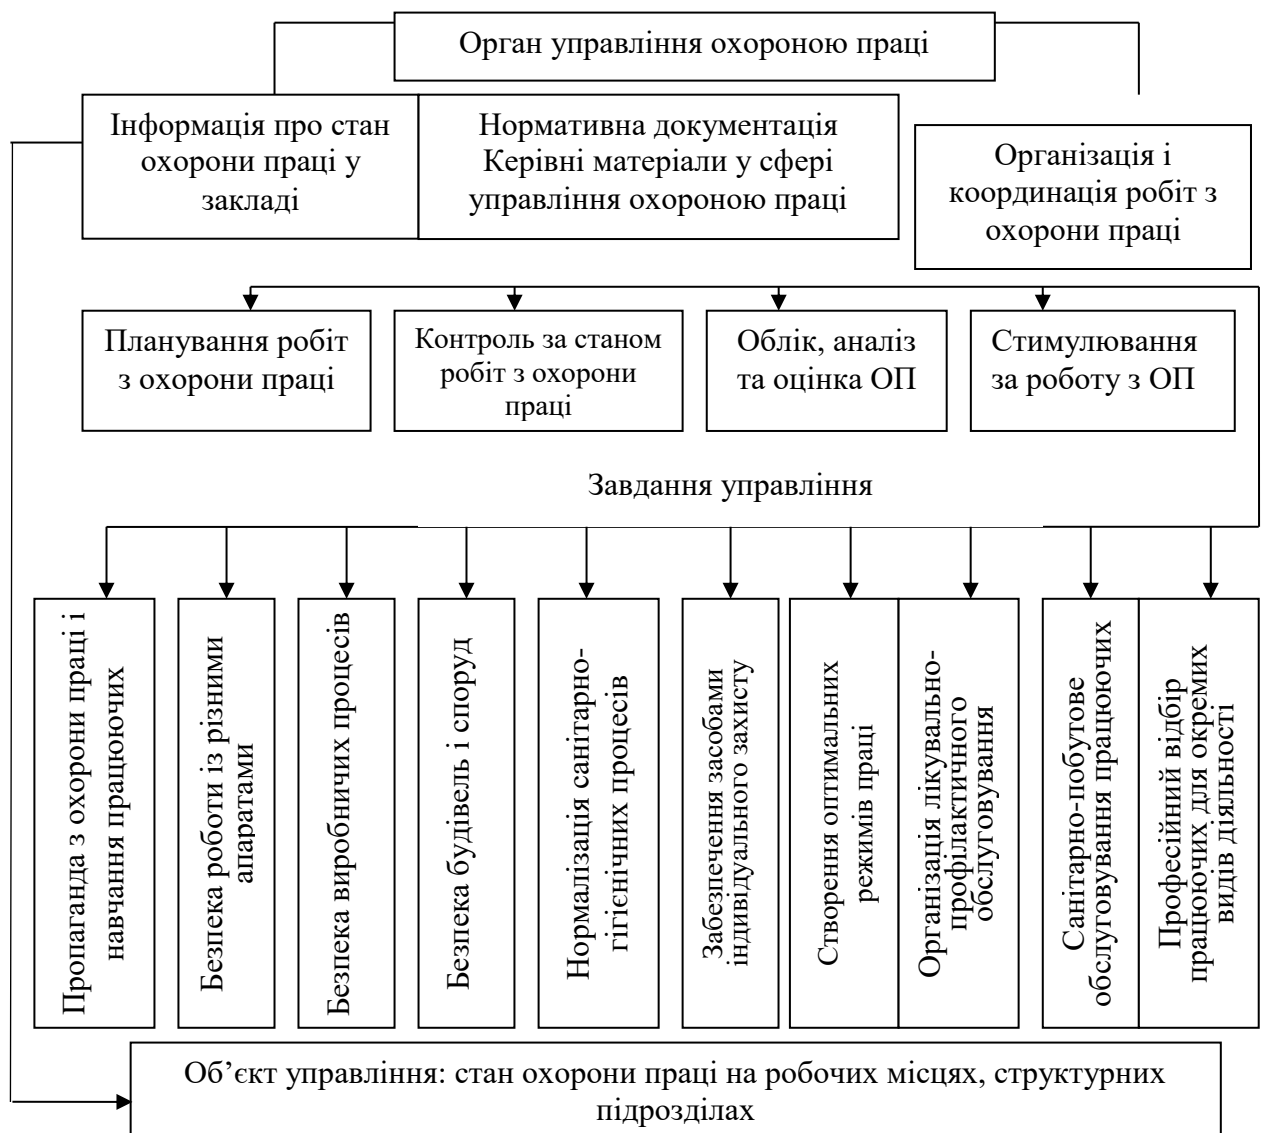 Орган управління охороною праці
Інформація про стан
охорони праці у
закладі
Нормативна документація
Керівні матеріали у сфері
управління охороною праці
Організація і
координація робіт з
охорони праці
Планування робіт
з охорони праці
Контроль за станом
робіт з охорони
праці
Облік, аналіз
та оцінка ОП
Стимулювання
за роботу з ОП
Завдання управління
Пропаганда з охорони праці і
навчання працюючих
Безпека роботи із різними
апаратами
Безпека виробничих процесів
Безпека будівель і споруд
Нормалізація санітарно-
гігієнічних процесів
Забезпечення засобами
індивідуального захисту
Створення оптимальних
режимів праці
Організація лікувально-
профілактичного
обслуговування
Санітарно-побутове
обслуговування працюючих
Професійний відбір
працюючих для окремих
видів діяльності
Об’єкт управління: стан охорони праці на робочих місцях, структурних
підрозділах